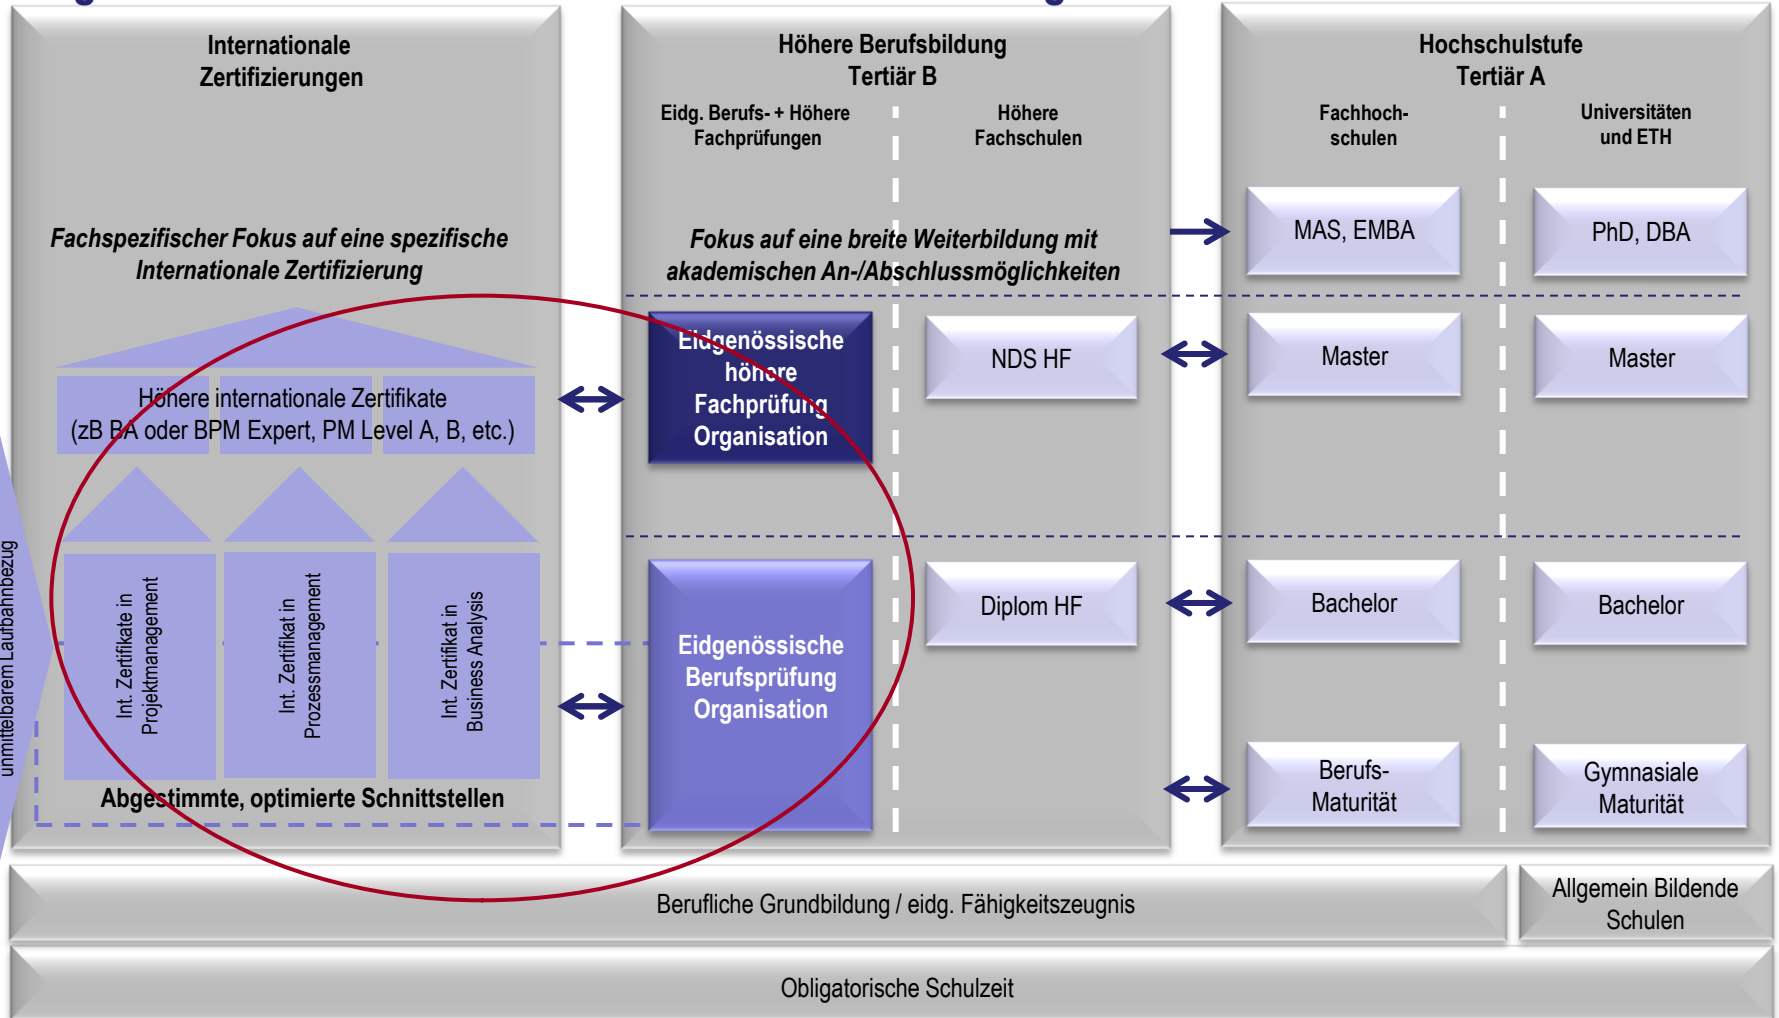 Internationale
Zertifizierungen
Fachspezifischer Fokus auf eine spezifische
Internationale Zertifizierung
Höhere internationale Zertifikate
(zB BA oder BPM Expert, PM Level A, B, etc.)
unmittelbarem Laufbahnbezug
Int. Zertifikate in
Projektmanagement
Int. Zertifikat in
Prozessmanagement
Int. Zertifikat in
Business Analysis
Abgestimmte, optimierte Schnittstellen
Höhere Berufsbildung
Tertiär B
Eidg. Berufs- + Höhere
Fachprüfungen
Höhere
Fachschulen
Fokus auf eine breite Weiterbildung mit
akademischen An-/Abschlussmöglichkeiten
Eidgenössische
höhere
Fachprüfung
Organisation
NDS HF
Eidgenössische
Berufsprüfung
Organisation
Diplom HF
Hochschulstufe
Tertiär A
Fachhoch-
schulen
Universitäten
und ETH
MAS, EMBA
PhD, DBA
Master
Master
Bachelor
Bachelor
Berufs-
Maturität
Gymnasiale
Maturität
Berufliche Grundbildung / eidg. Fähigkeitszeugnis
Allgemein Bildende
Schulen
Obligatorische Schulzeit